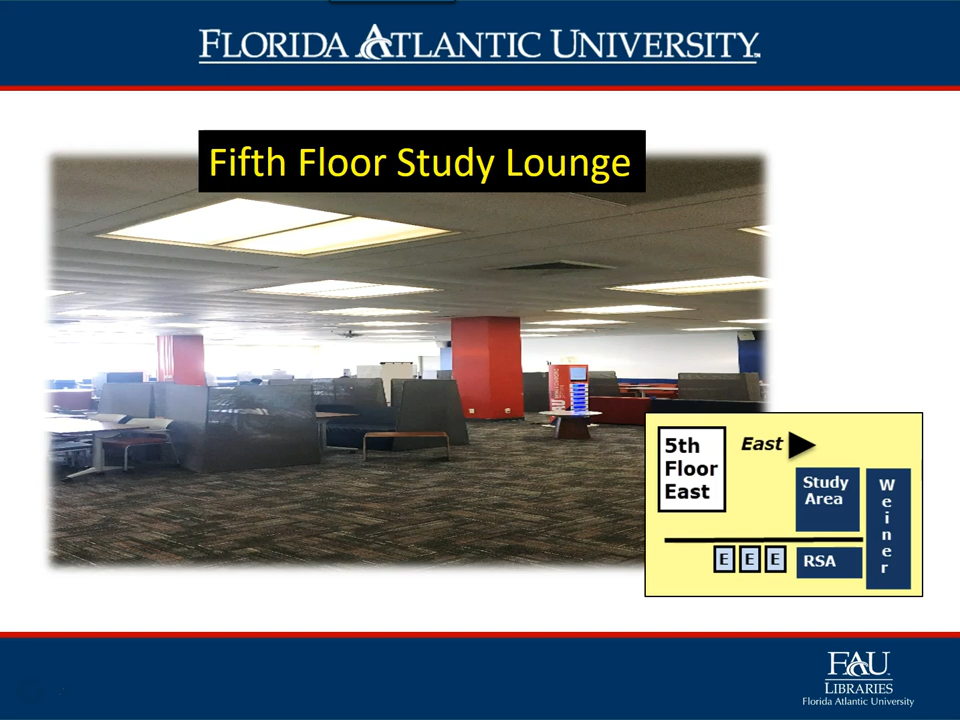 FLORIDA ATLANTIC UNIVERSITY
Fifth Floor Study Lounge
5th
Floor
East
East
Study
Area
Weiner
E E E
RSA
FAU
LIBRARIES
Florida Atlantic University